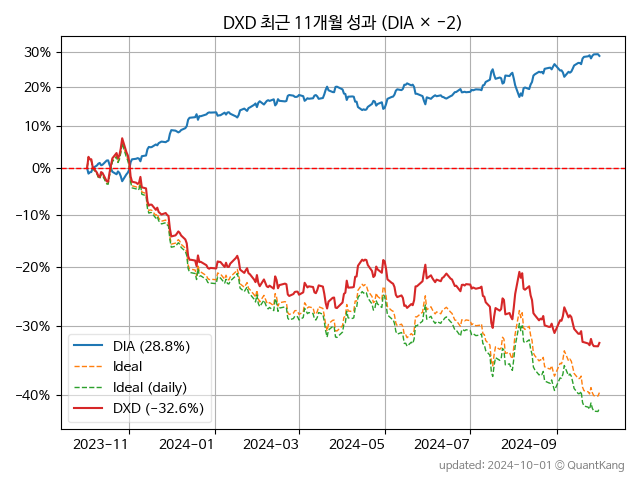 DXD 최근 11개월 성과 (DIA × −2)
30%
20%
10%
0%
−10%
−20%
−30%
−40%
DIA (28.8%)
Ideal
Ideal (daily)
DXD (−32.6%)
2023-11
2024-01
2024-03
2024-05
2024-07
2024-09
updated: 2024-10-01 © QuantKang